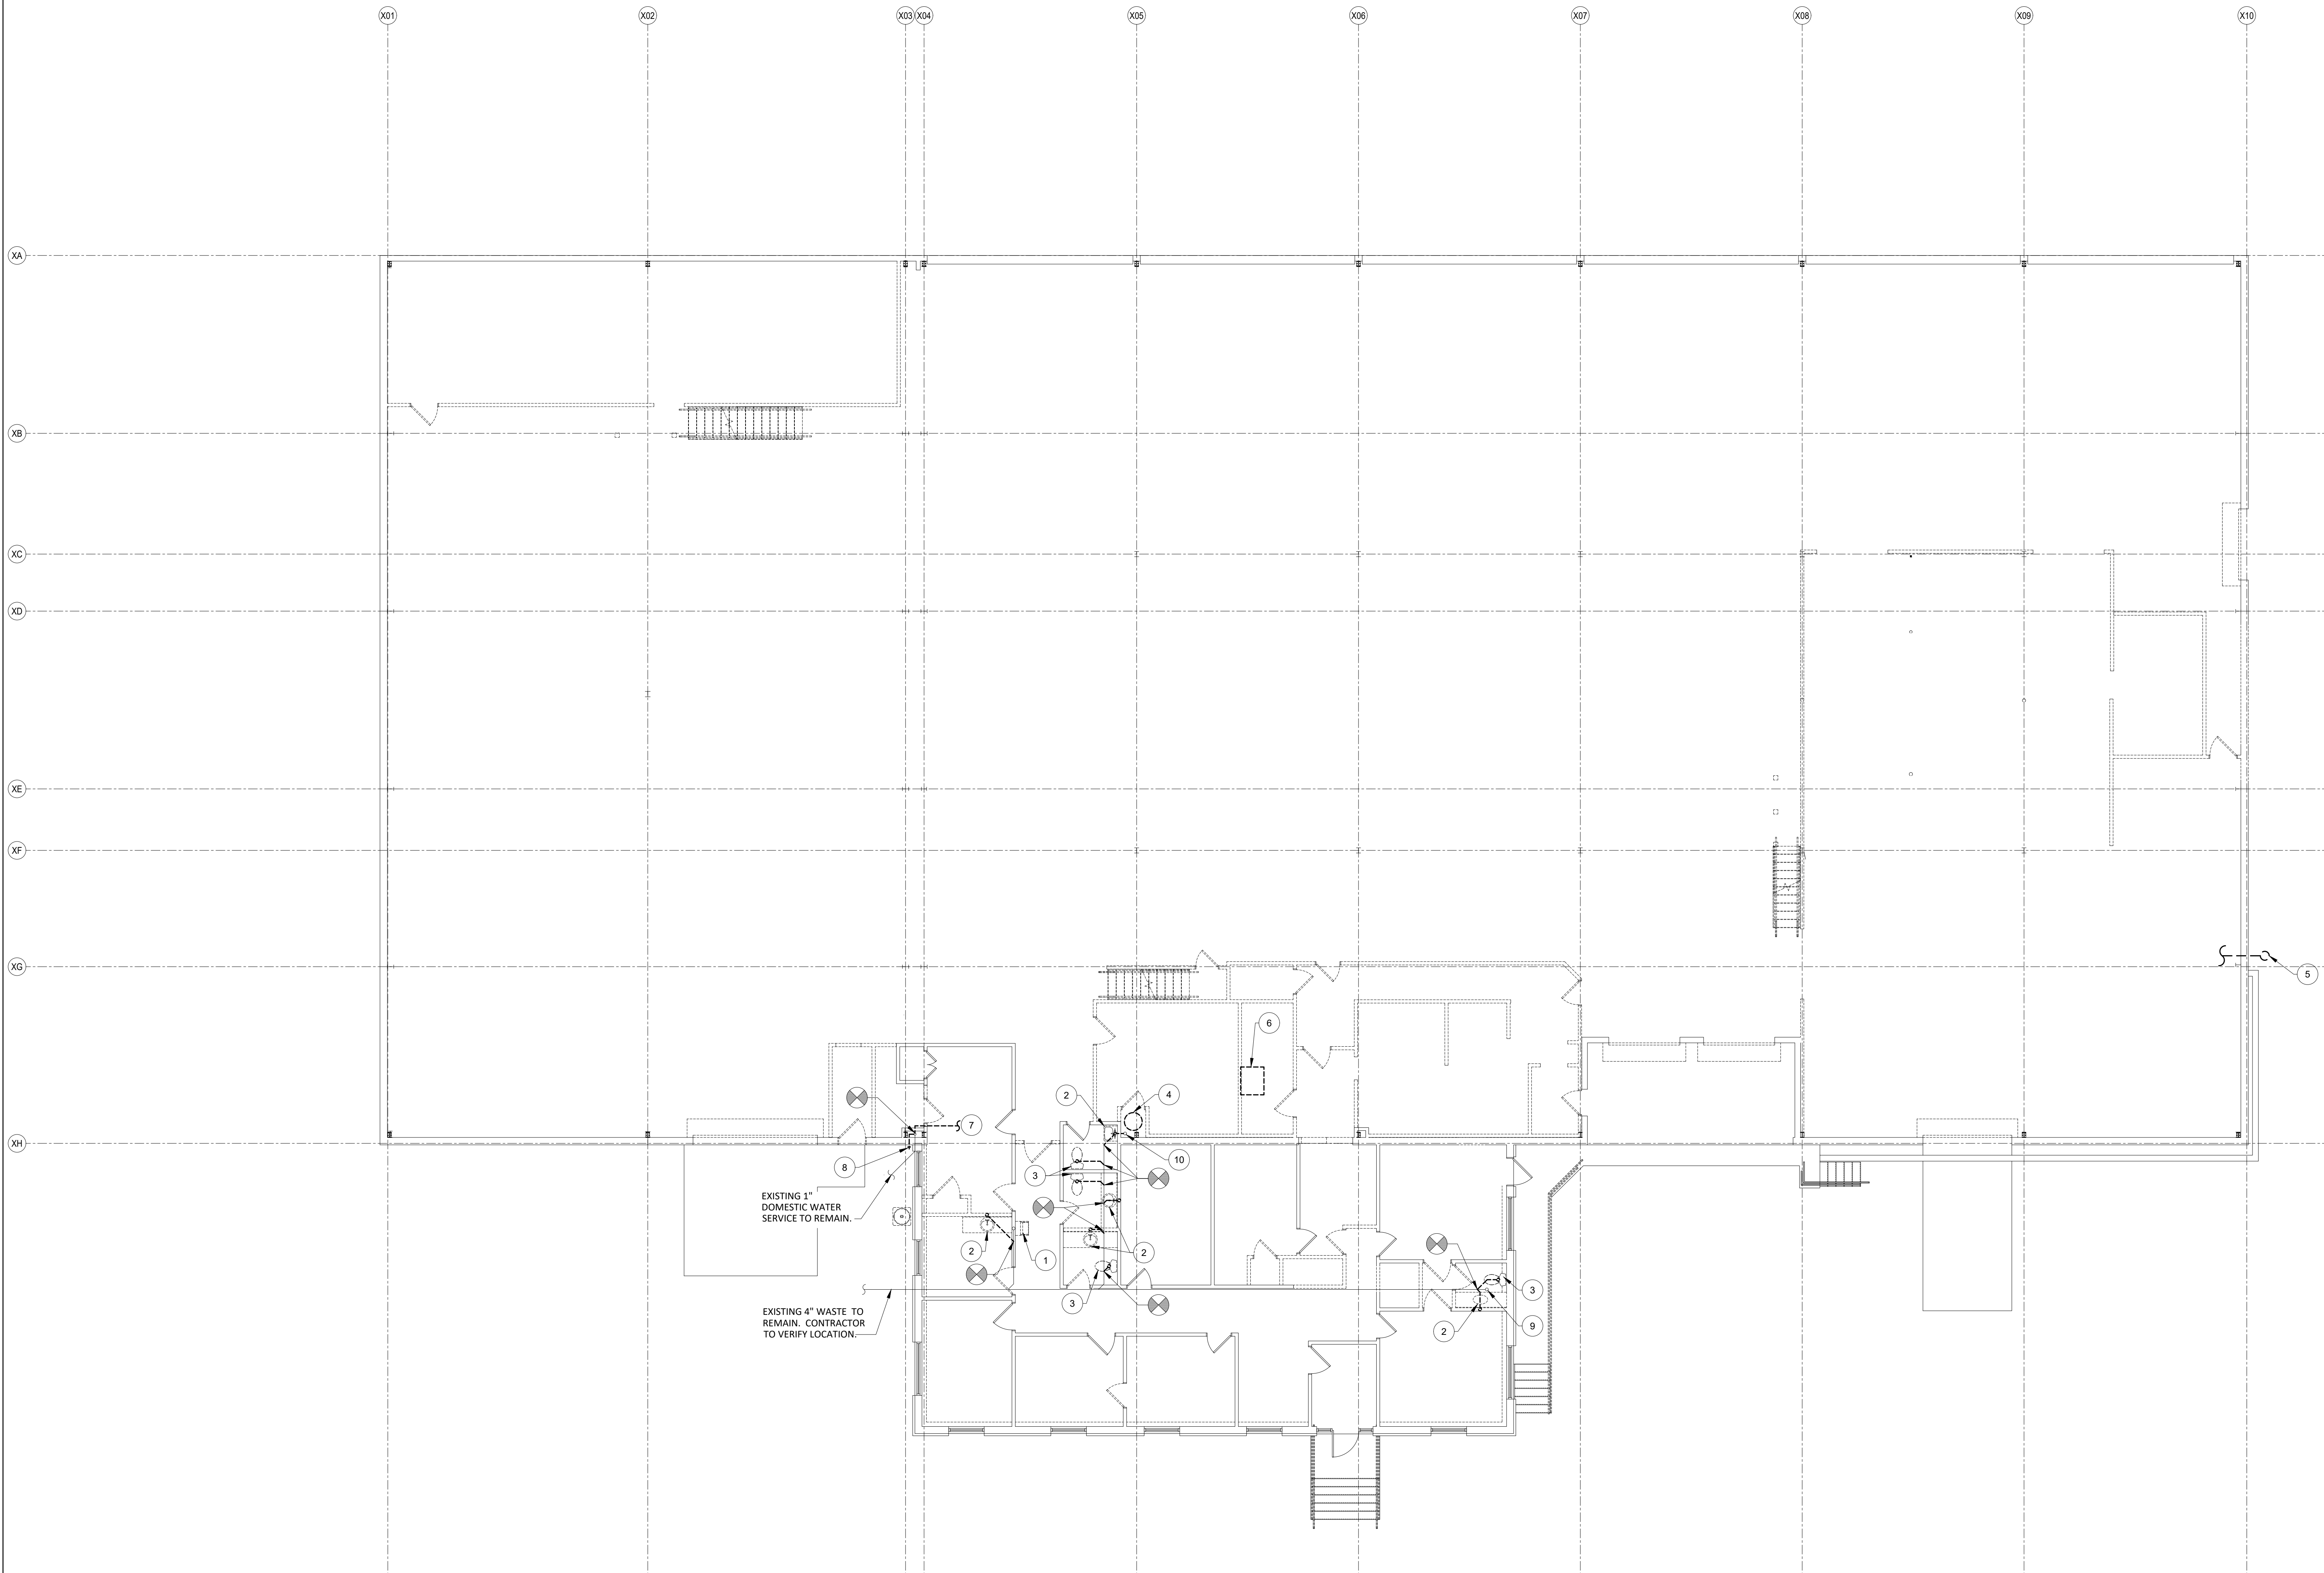 X01
X02
X03
X04
X05
X06
X07
X08
X09
X10
XA
XB
XC
XD
XE
XF
XG
5
6
2
4
XH
7
8
10
3
EXISTING 1"
DOMESTIC WATER
SERVICE TO REMAIN.
T
T
2
1
2
3
3
EXISTING 4" WASTE TO
REMAIN. CONTRACTOR
TO VERIFY LOCATION.
2
9